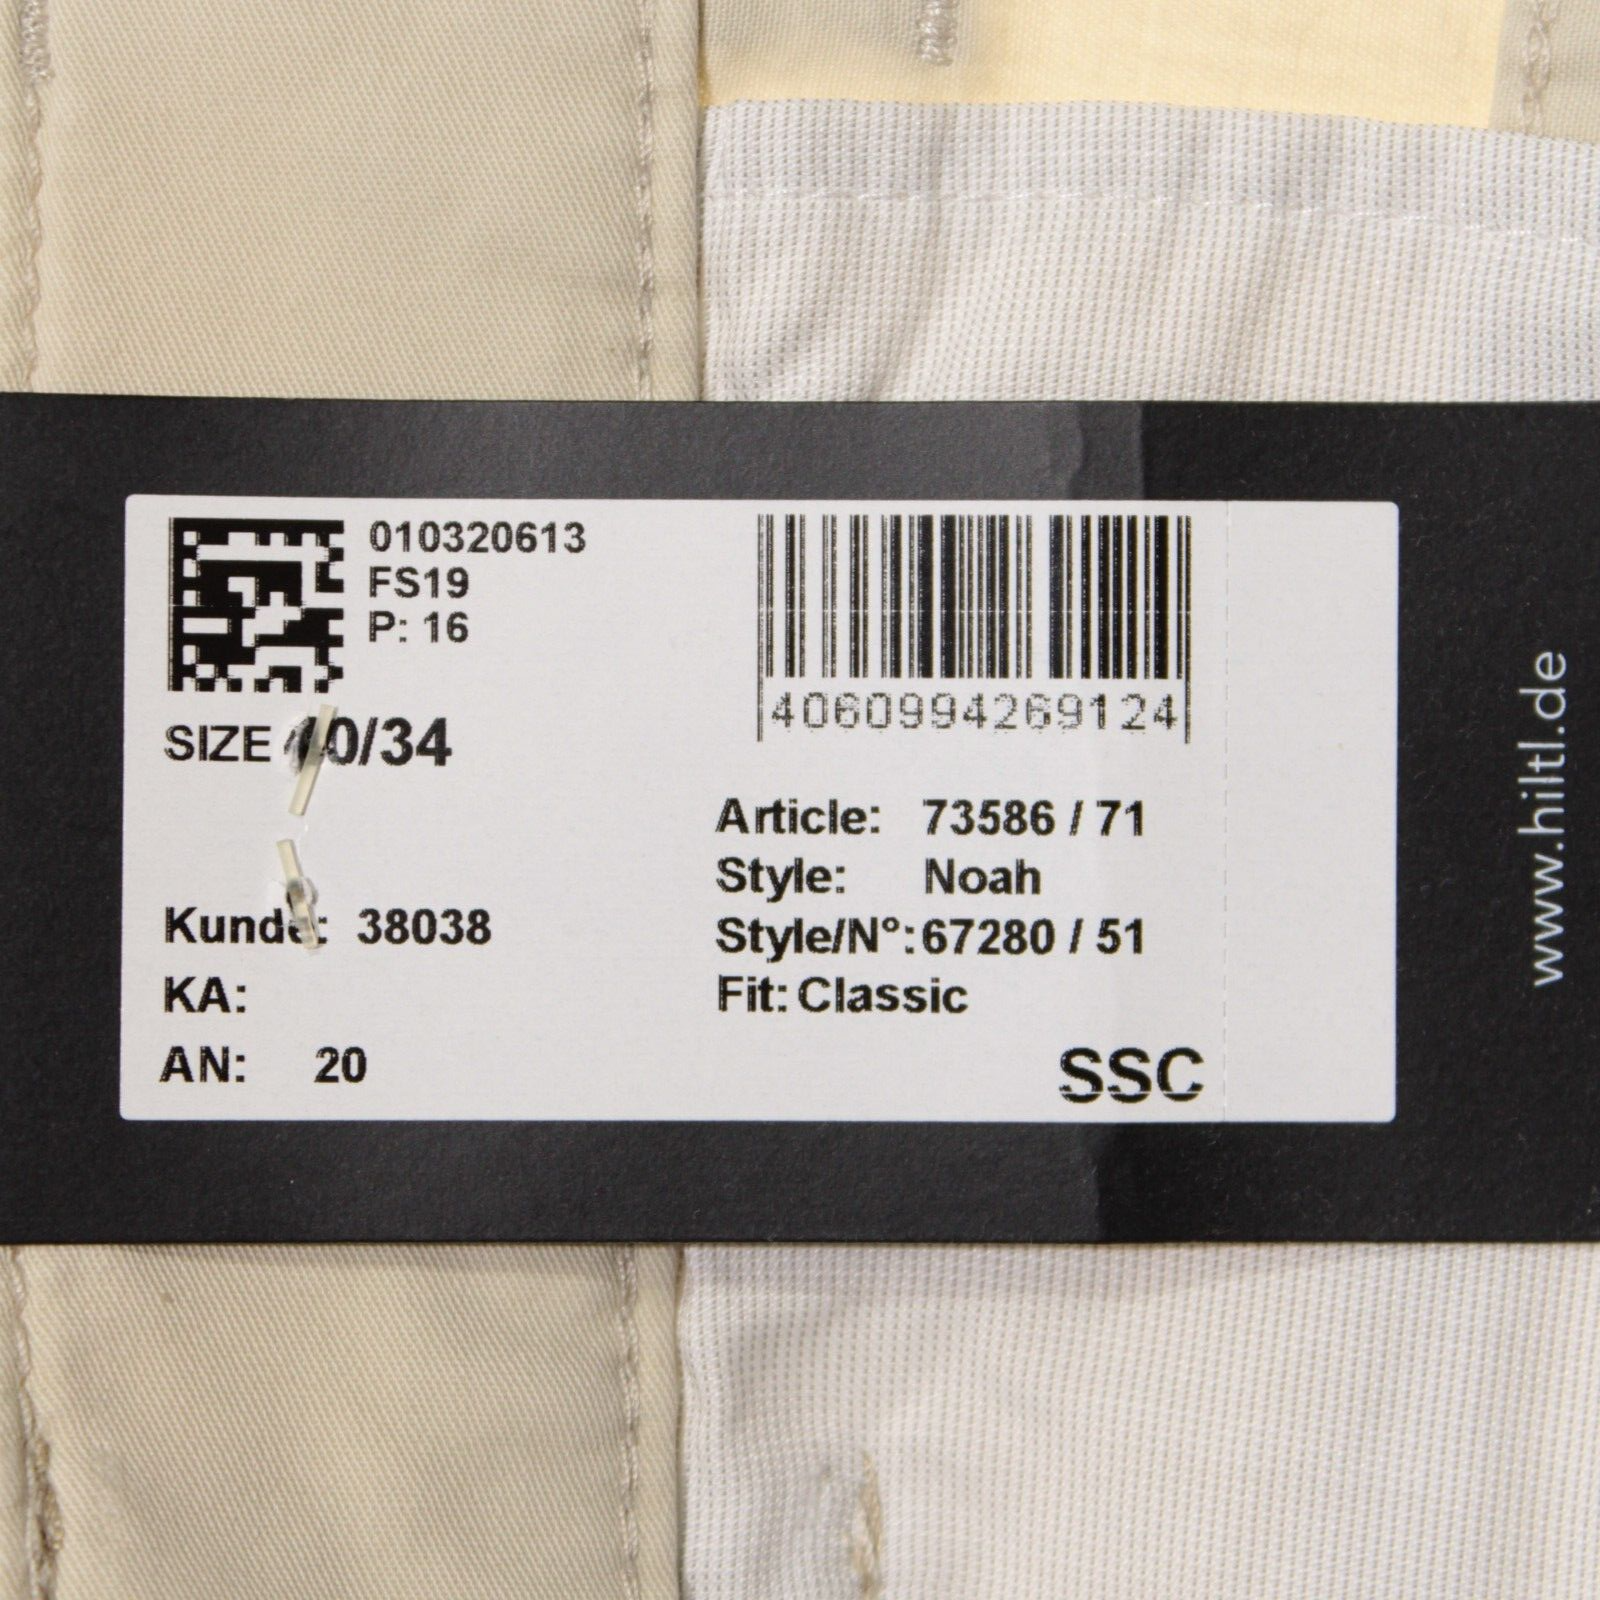 010320613
FS19
P: 16
SIZE 40/34
Kunde: 38038
KA:
AN: 20
4060994269124
Article: 73586 / 71
Style: Noah
Style/N°: 67280 / 51
Fit: Classic
SSC
www.hiltl.de